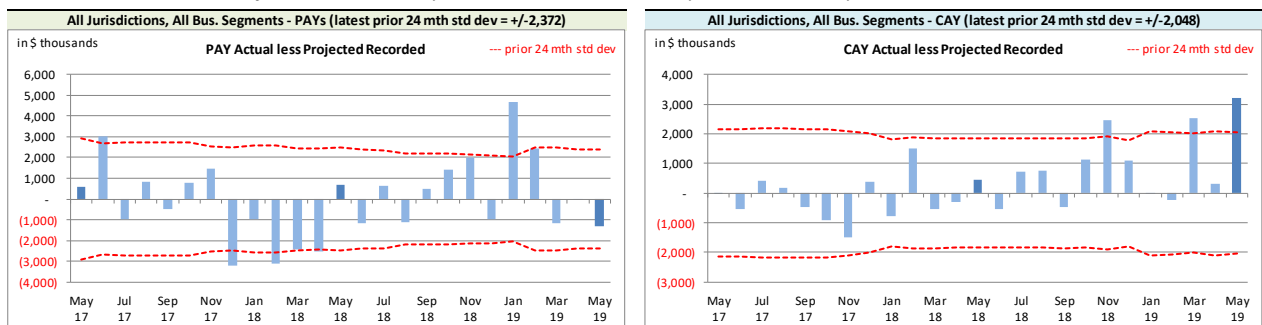 All Jurisdictions, All Bus. Segments - PAYs (latest prior 24 mth std dev = +/-2,372)
in $ thousands
PAY Actual less Projected Recorded
--- prior 24 mth std dev
6,000
5,000
4,000
3,000
2,000
1,000
-
(1,000)
(2,000)
(3,000)
(4,000)
May Jul Sep Nov Jan Mar May Jul Sep Nov Jan Mar May
17 17 17 17 18 18 18 18 18 18 19 19 19
All Jurisdictions, All Bus. Segments - CAY (latest prior 24 mth std dev = +/-2,048)
in $ thousands
CAY Actual less Projected Recorded
--- prior 24 mth std dev
4,000
3,000
2,000
1,000
-
(1,000)
(2,000)
(3,000)
May Jul Sep Nov Jan Mar May Jul Sep Nov Jan Mar May
17 17 17 17 18 18 18 18 18 18 19 19 19